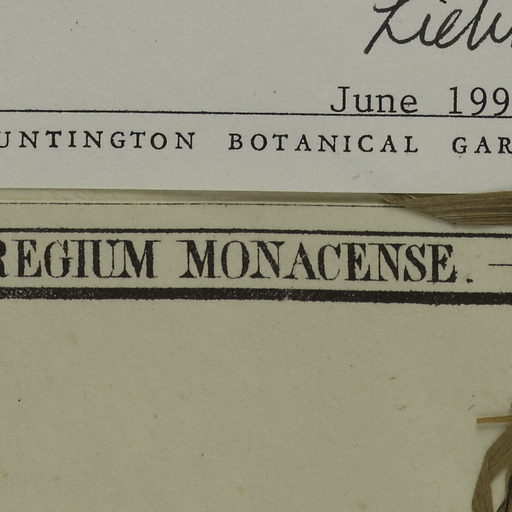 June 199
UNTINGTON BOTANICAL GAR
REGIUM MONACENSE.